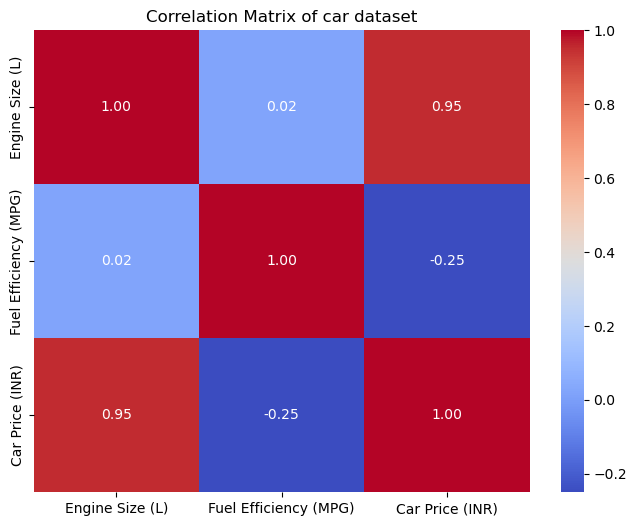 Correlation Matrix of car dataset
Engine Size (L)
1.00
0.02
0.95
Fuel Efficiency (MPG)
0.02
1.00
-0.25
Car Price (INR)
0.95
-0.25
1.00
Engine Size (L)
Fuel Efficiency (MPG)
Car Price (INR)
1.0
0.8
0.6
0.4
0.2
0.0
−0.2